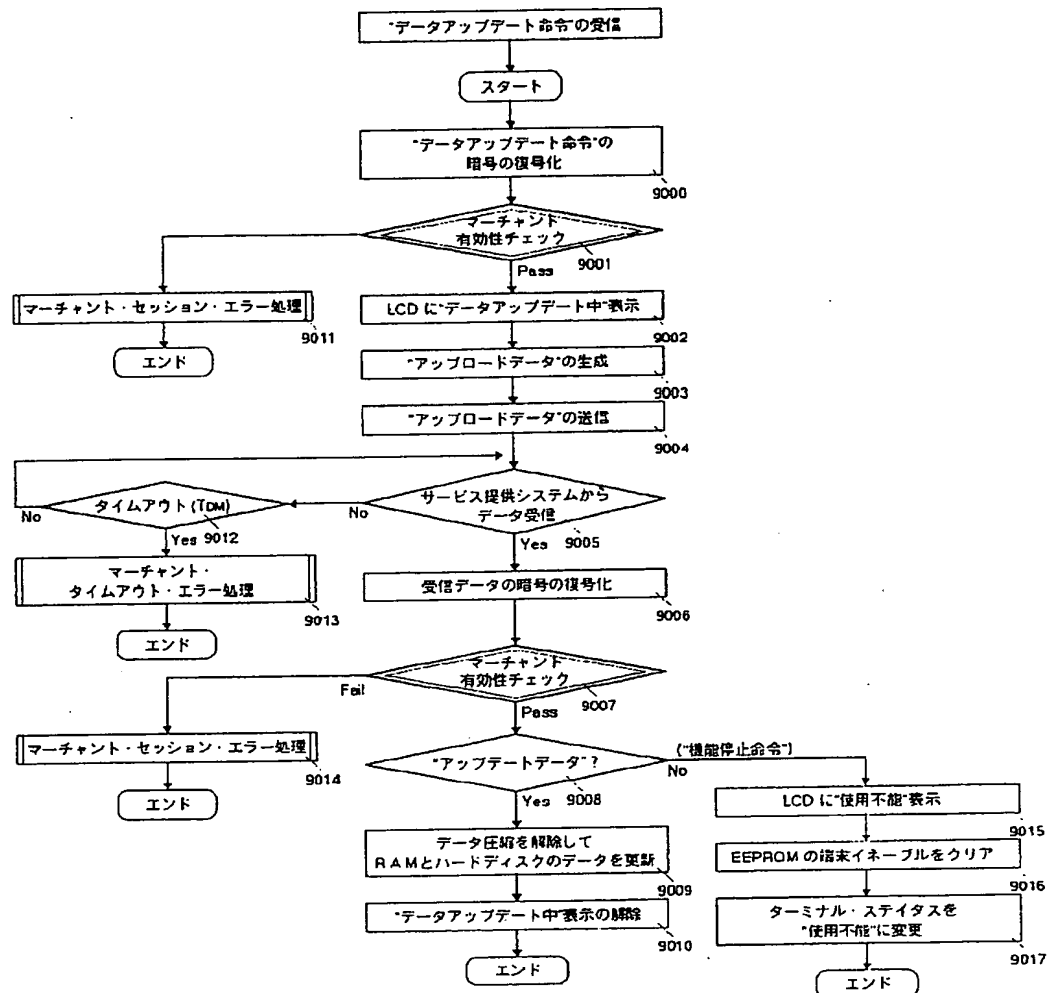 "データアップデート命令"の受信
スタート
"データアップデート命令"の
暗号の復号化
9000
マーチャント
有効性チェック
9001
Pass
マーチャント・セッション・エラー処理
9011
エンド
LCDに"データアップデート中"表示
9002
"アップロードデータ"の生成
9003
"アップロードデータ"の送信
9004
サービス提供システムから
データ受信
9005
No
Yes
タイムアウト(TDM)
9012
No
Yes
マーチャント・
タイムアウト・エラー処理
9013
エンド
受信データの暗号の復号化
9006
マーチャント
有効性チェック
9007
Fail
Pass
マーチャント・セッション・エラー処理
9014
エンド
"アップデートデータ"?
9008
("機能停止命令")
No
Yes
データ圧縮を解除して
RAMとハードディスクのデータを更新
9009
"データアップデート中"表示の解除
9010
エンド
LCDに"使用不能"表示
9015
EEPROMの端末イネーブルをクリア
9016
ターミナル・ステイタスを
"使用不能"に変更
9017
エンド